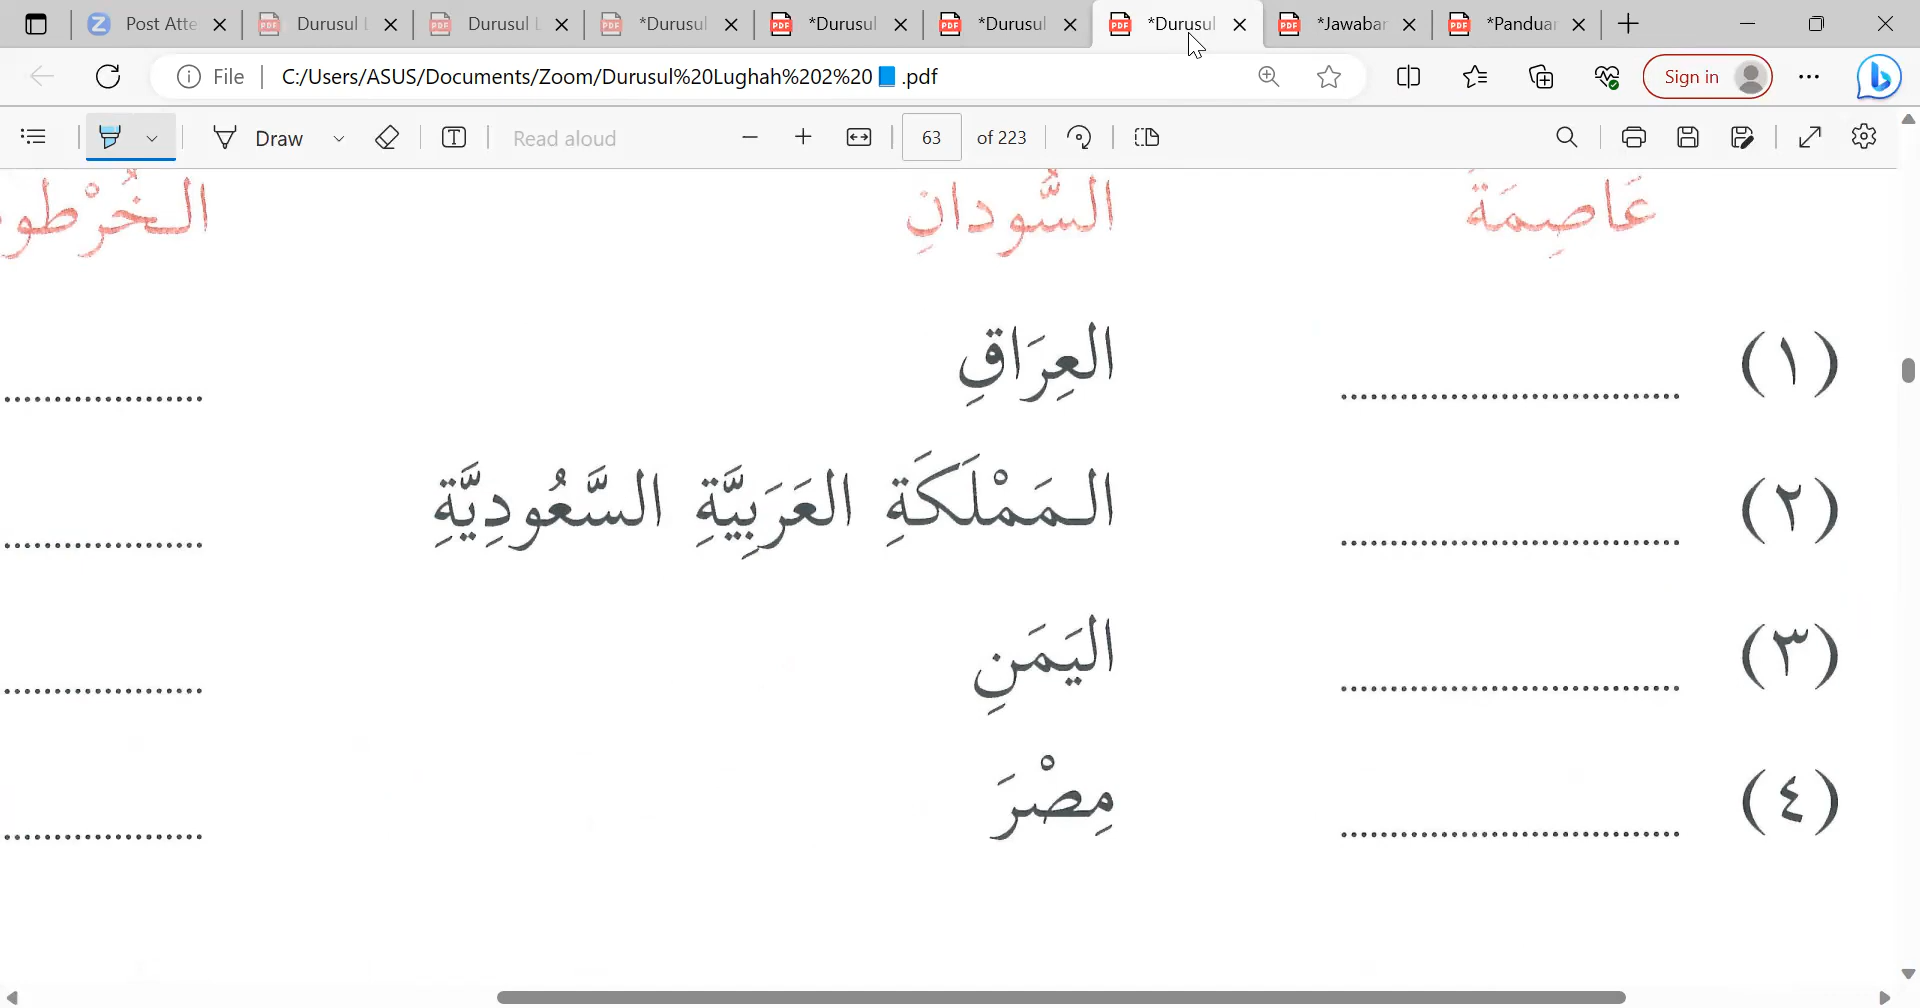 Post Atte Durusul L Durusul L *Durusul *Durusul *Durusul *Durusul *Jawabar *Panduar
File C:/Users/ASUS/Documents/Zoom/Durusul%20Lughah%202%20📘.pdf Sign in
Draw Read aloud 63 of 223
عَاصِمَةُ السُّودَانِ
(١) .................... العِرَاقِ ....................
(٢) .................... المَمْلَكَةِ العَرَبِيَّةِ السَّعُودِيَّةِ ....................
(٣) .................... اليَمَنِ ....................
(٤) .................... مِصْرَ ....................